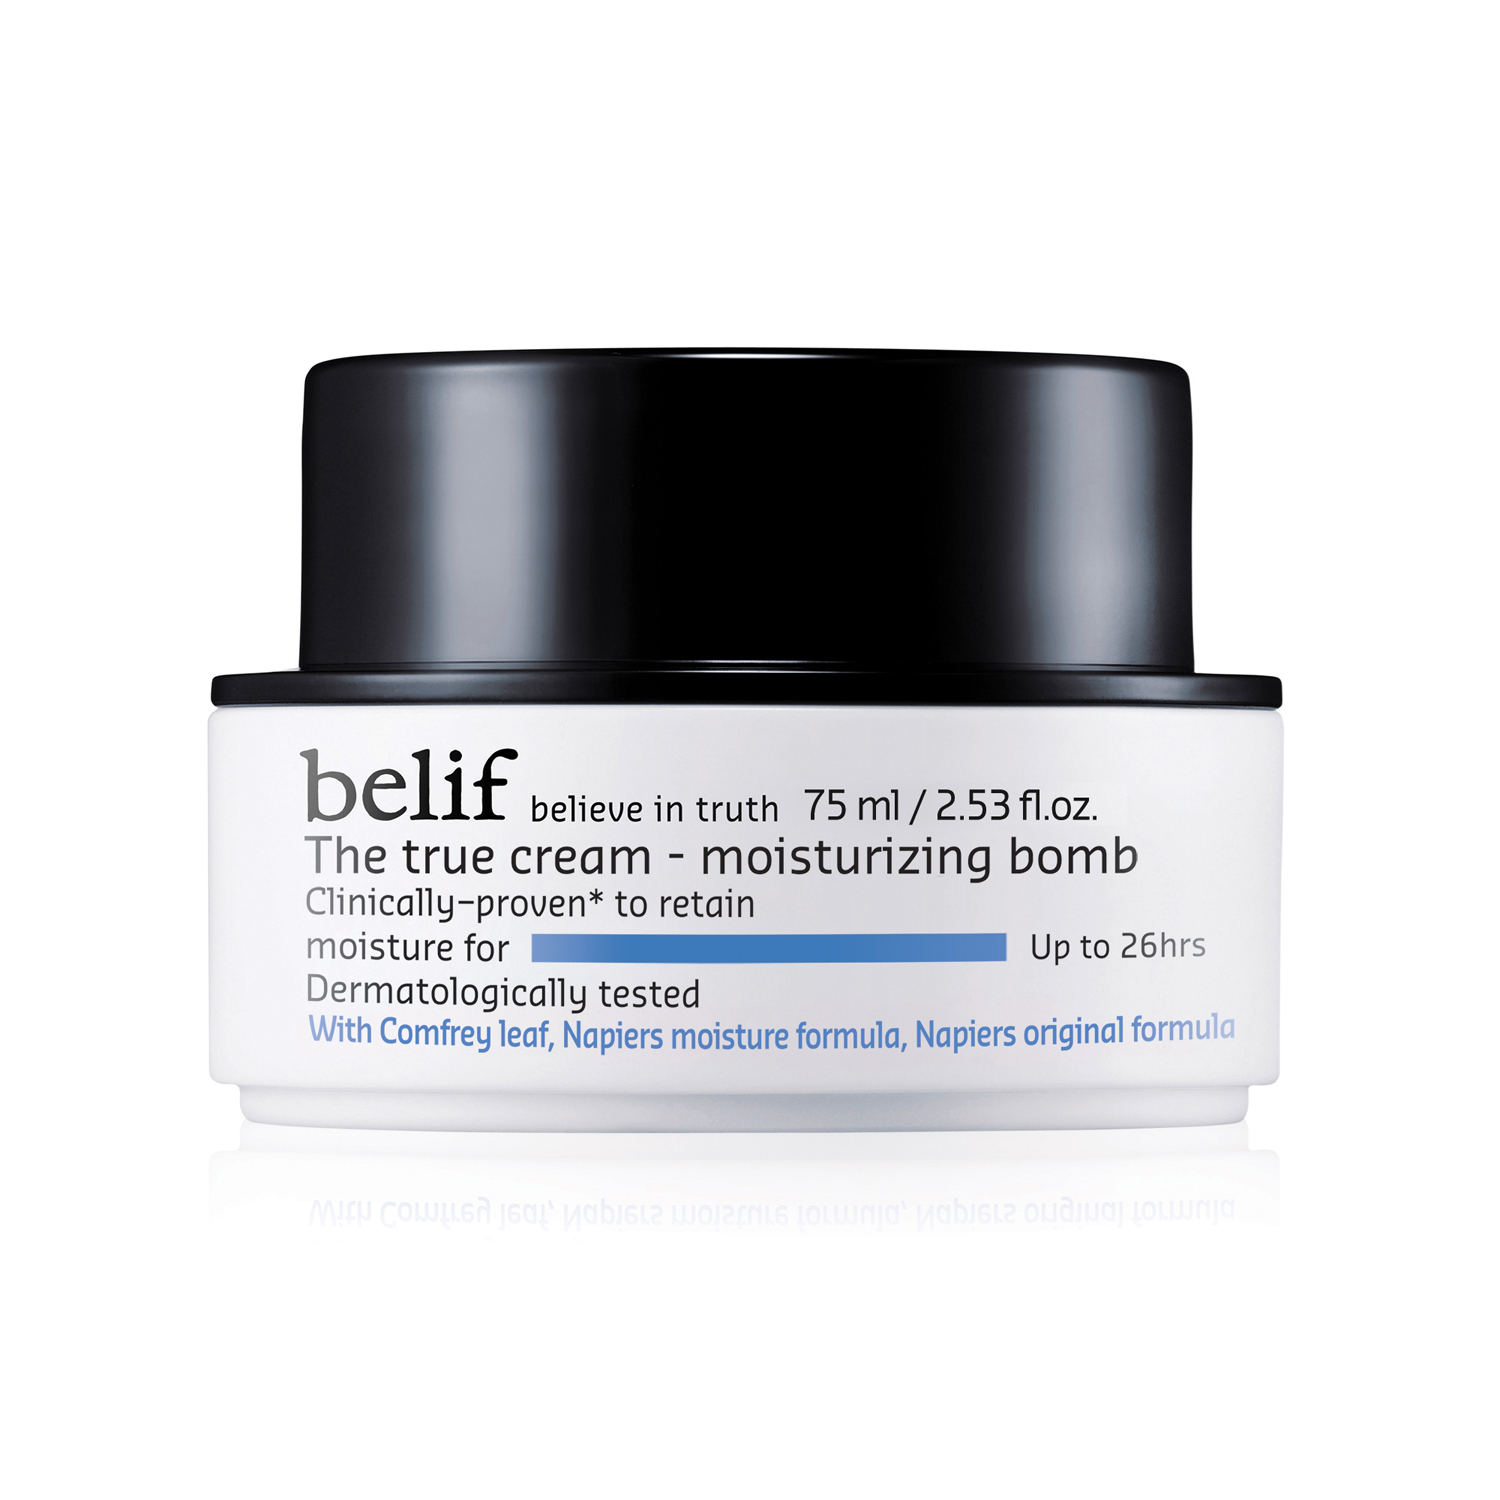 belif believe in truth 75 ml / 2.53 fl.oz.
The true cream - moisturizing bomb
Clinically-proven* to retain
moisture for Up to 26hrs
Dermatologically tested
With Comfrey leaf, Napiers moisture formula, Napiers original formula